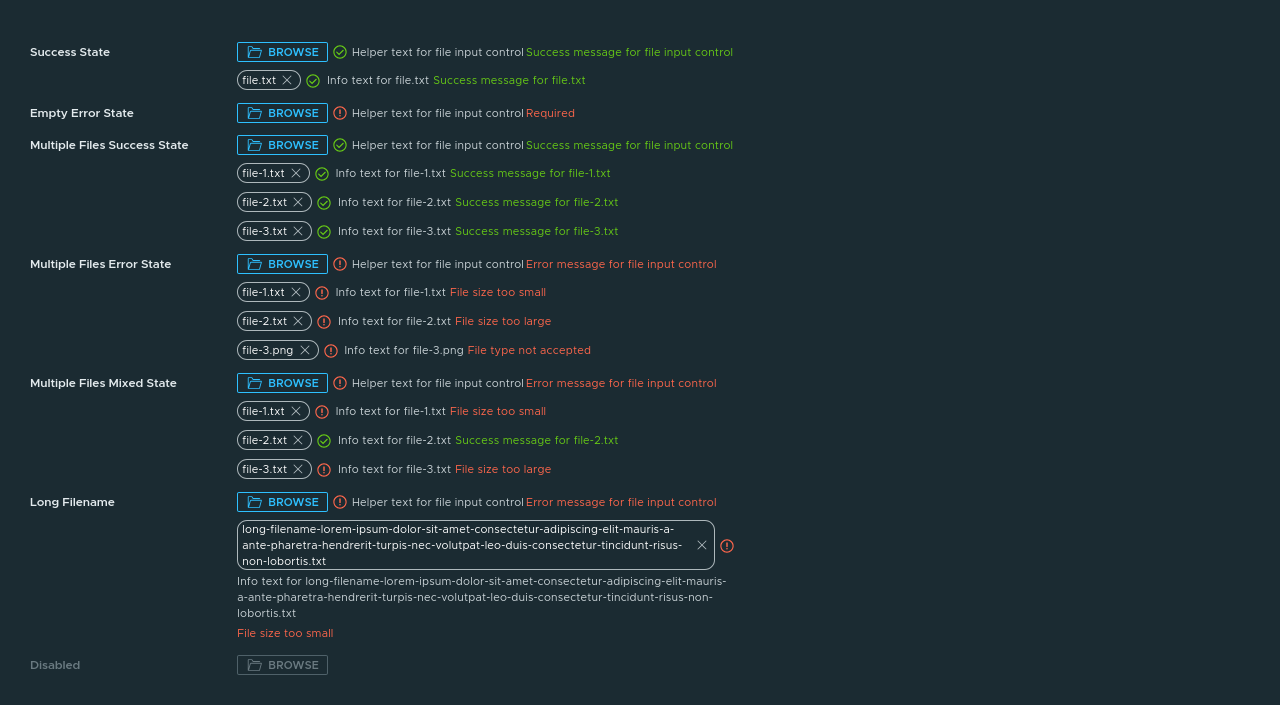 Success State BROWSE Helper text for file input control Success message for file input control
file.txt Info text for file.txt Success message for file.txt
Empty Error State BROWSE Helper text for file input control Required
Multiple Files Success State BROWSE Helper text for file input control Success message for file input control
file-1.txt Info text for file-1.txt Success message for file-1.txt
file-2.txt Info text for file-2.txt Success message for file-2.txt
file-3.txt Info text for file-3.txt Success message for file-3.txt
Multiple Files Error State BROWSE Helper text for file input control Error message for file input control
file-1.txt Info text for file-1.txt File size too small
file-2.txt Info text for file-2.txt File size too large
file-3.png Info text for file-3.png File type not accepted
Multiple Files Mixed State BROWSE Helper text for file input control Error message for file input control
file-1.txt Info text for file-1.txt File size too small
file-2.txt Info text for file-2.txt Success message for file-2.txt
file-3.txt Info text for file-3.txt File size too large
Long Filename BROWSE Helper text for file input control Error message for file input control
long-filename-lorem-ipsum-dolor-sit-amet-consectetur-adipiscing-elit-mauris-a-
ante-pharetra-hendrerit-turpis-nec-volutpat-leo-duis-consectetur-tincidunt-risus-
non-lobortis.txt
Info text for long-filename-lorem-ipsum-dolor-sit-amet-consectetur-adipiscing-elit-mauris-
a-ante-pharetra-hendrerit-turpis-nec-volutpat-leo-duis-consectetur-tincidunt-risus-non-
lobortis.txt
File size too small
Disabled BROWSE